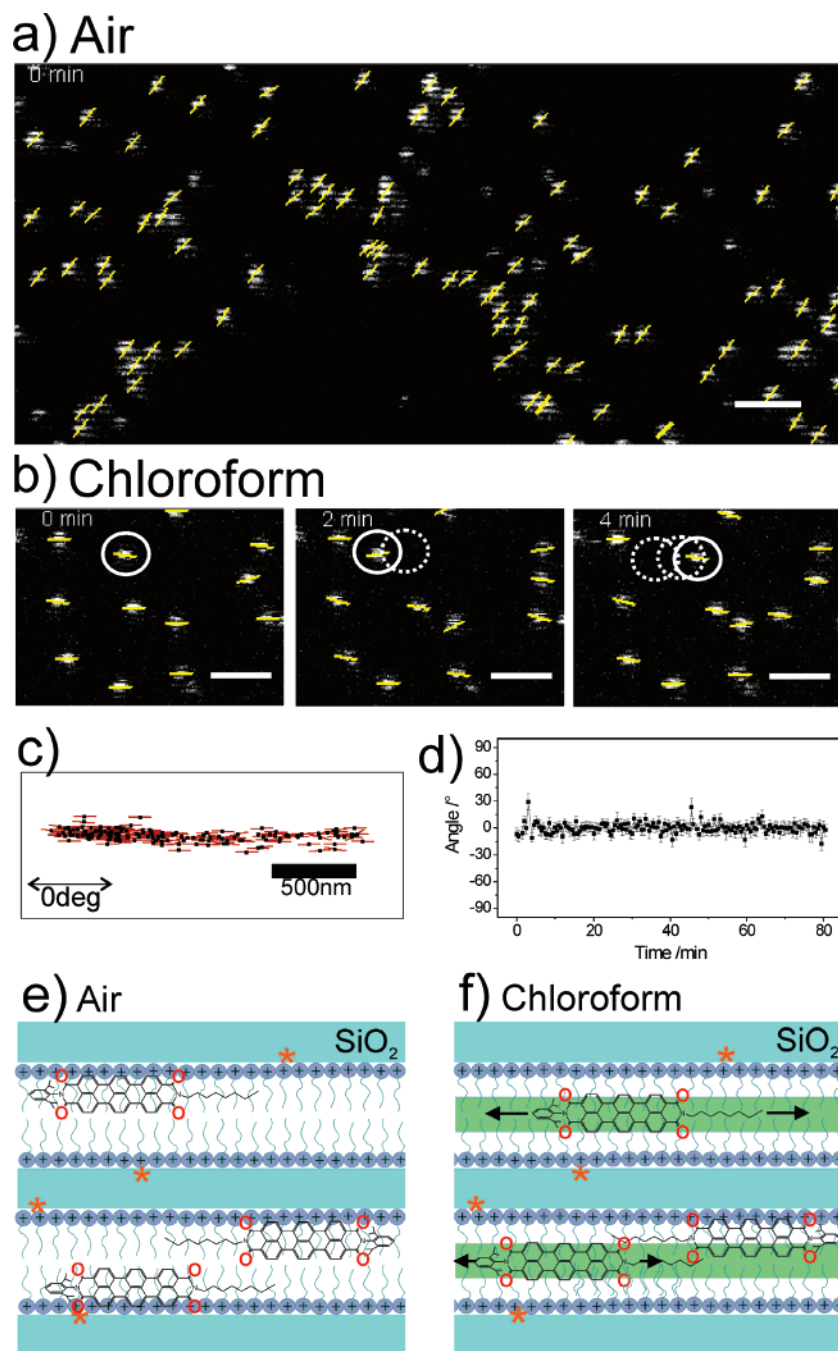 a) Air
0 min
b) Chloroform
0 min
2 min
4 min
c)
0deg
500nm
d)
Angle /°
90
60
30
0
-30
-60
-90
0
20
40
60
80
Time /min
e) Air
SiO₂
*
+ + + + + + + + + + + + + + + + + + + + +
O O
N N
O O
*
*
O O
N N
O O
O O
N N
O O
*
f) Chloroform
SiO₂
*
O O
N N
O O
*
*
O O
N N
O O
O O
N N
O O
*